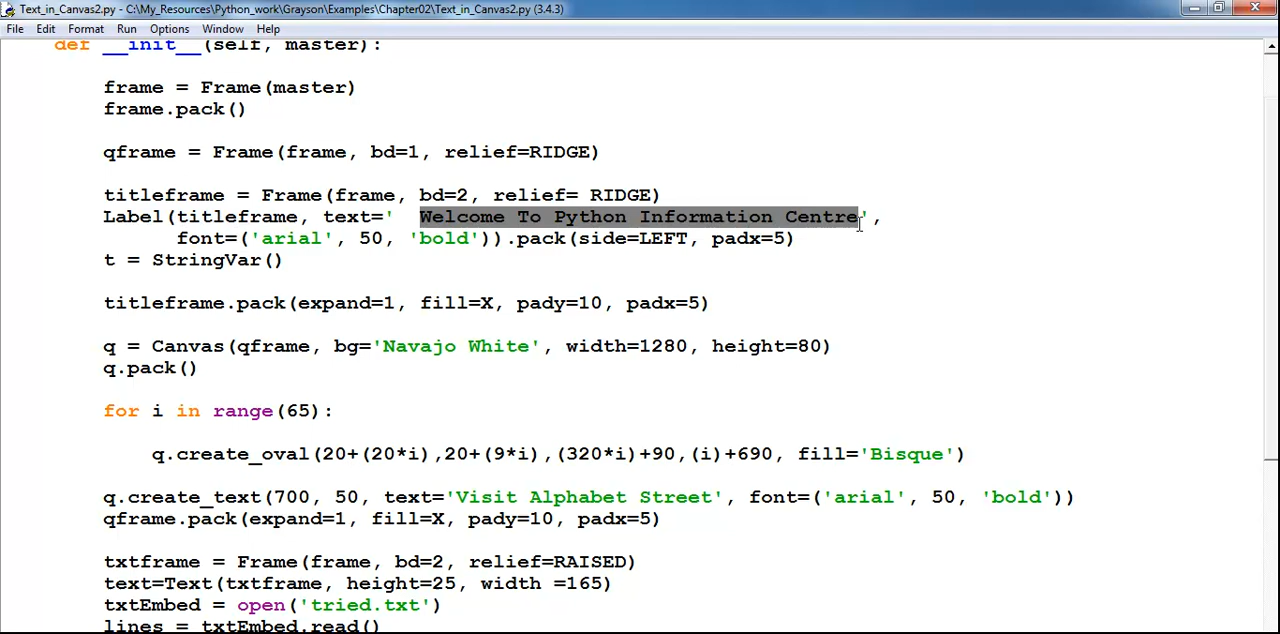 Text_in_Canvas2.py - C:\My_Resources\Python_work\Grayson\Examples\Chapter02\Text_in_Canvas2.py (3.4.3)
File Edit Format Run Options Window Help
def __init__(self, master):
frame = Frame(master)
frame.pack()
qframe = Frame(frame, bd=1, relief=RIDGE)
titleframe = Frame(frame, bd=2, relief= RIDGE)
Label(titleframe, text='  Welcome To Python Information Centre',
font=('arial', 50, 'bold')).pack(side=LEFT, padx=5)
t = StringVar()
titleframe.pack(expand=1, fill=X, pady=10, padx=5)
q = Canvas(qframe, bg='Navajo White', width=1280, height=80)
q.pack()
for i in range(65):
q.create_oval(20+(20*i),20+(9*i),(320*i)+90,(i)+690, fill='Bisque')
q.create_text(700, 50, text='Visit Alphabet Street', font=('arial', 50, 'bold'))
qframe.pack(expand=1, fill=X, pady=10, padx=5)
txtframe = Frame(frame, bd=2, relief=RAISED)
text=Text(txtframe, height=25, width =165)
txtEmbed = open('tried.txt')
lines = txtEmbed.read()